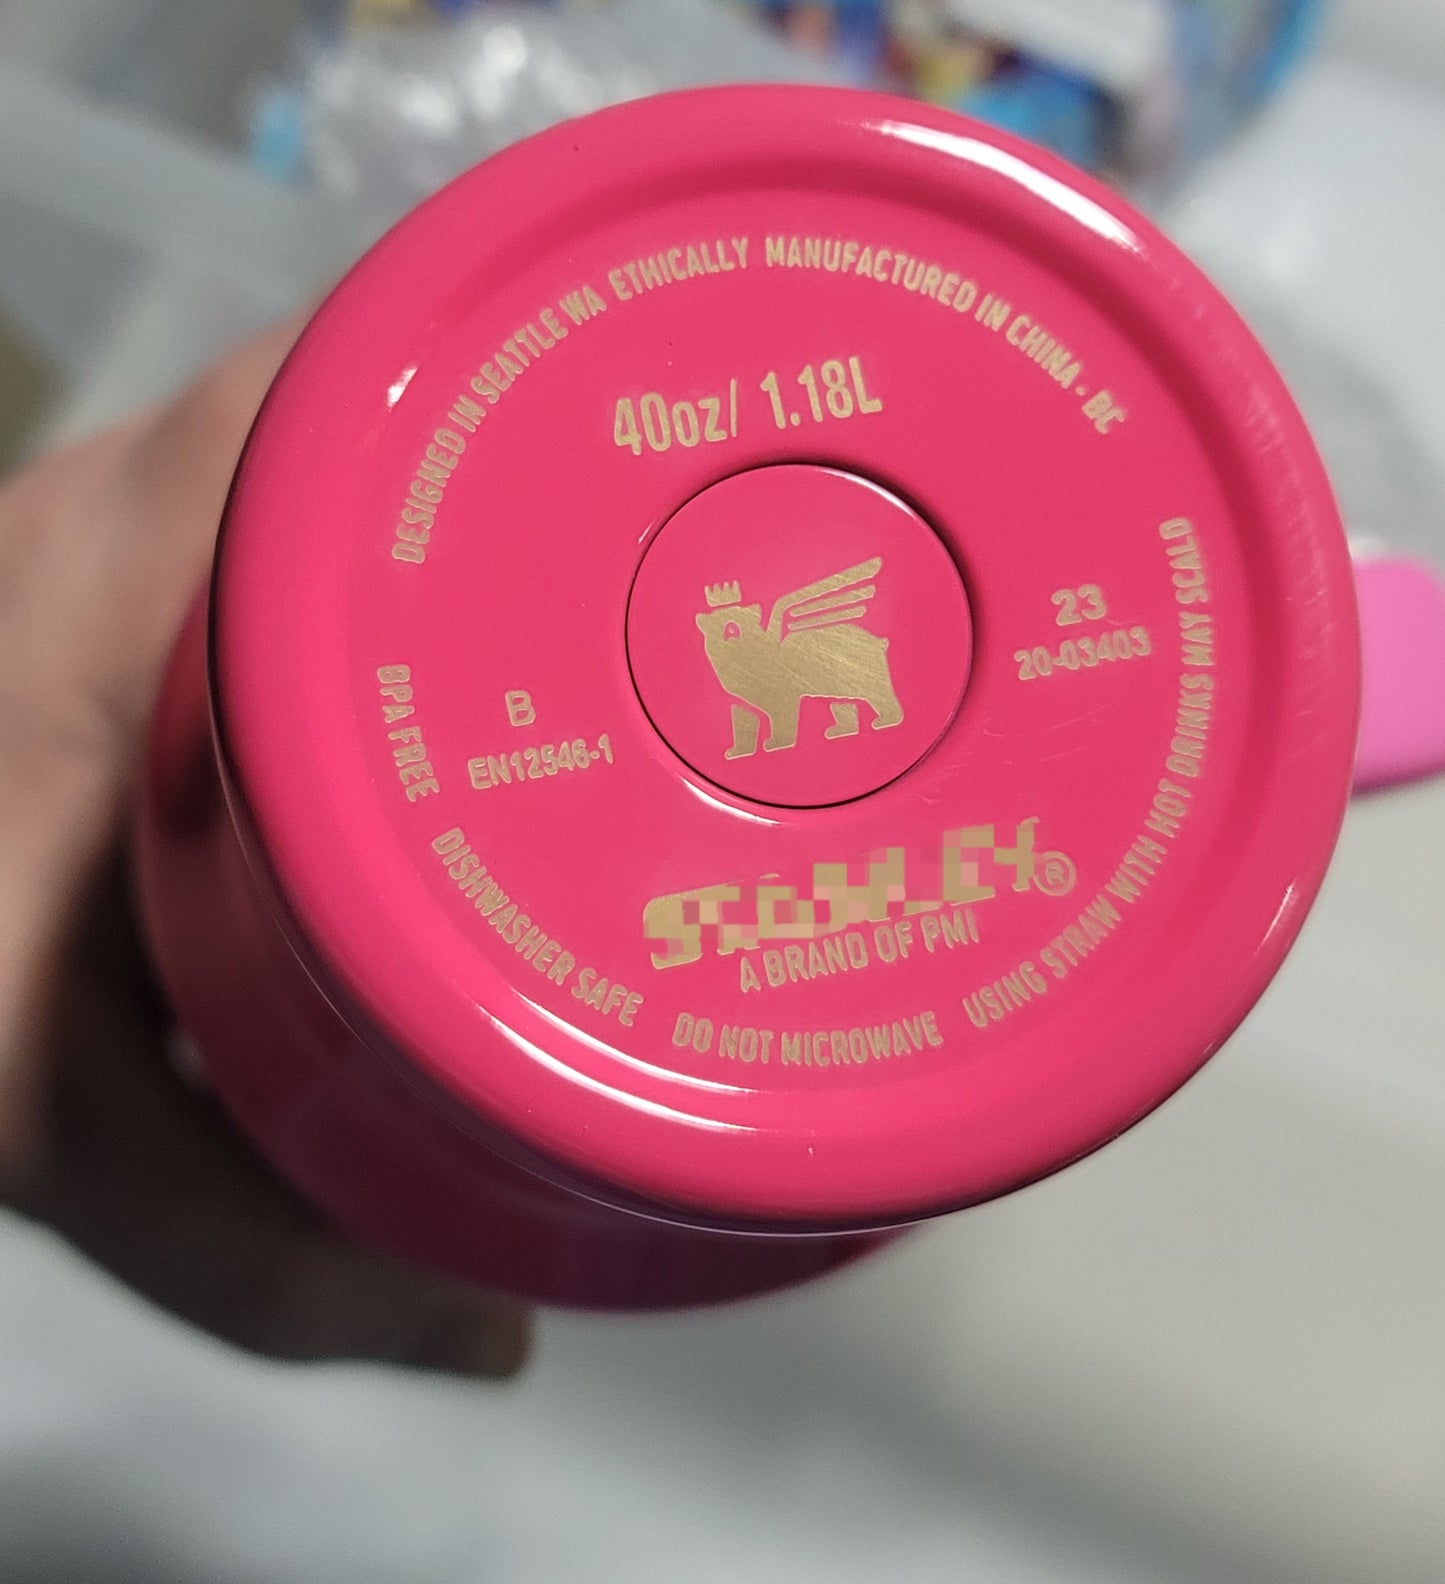 DESIGNED IN SEATTLE WA ETHICALLY MANUFACTURED IN CHINA - BC
40oz/ 1.18L
23
20-03403
B
EN12546-1
A BRAND OF PMI
BPA FREE DISHWASHER SAFE DO NOT MICROWAVE USING STRAW WITH HOT DRINKS MAY SCALD